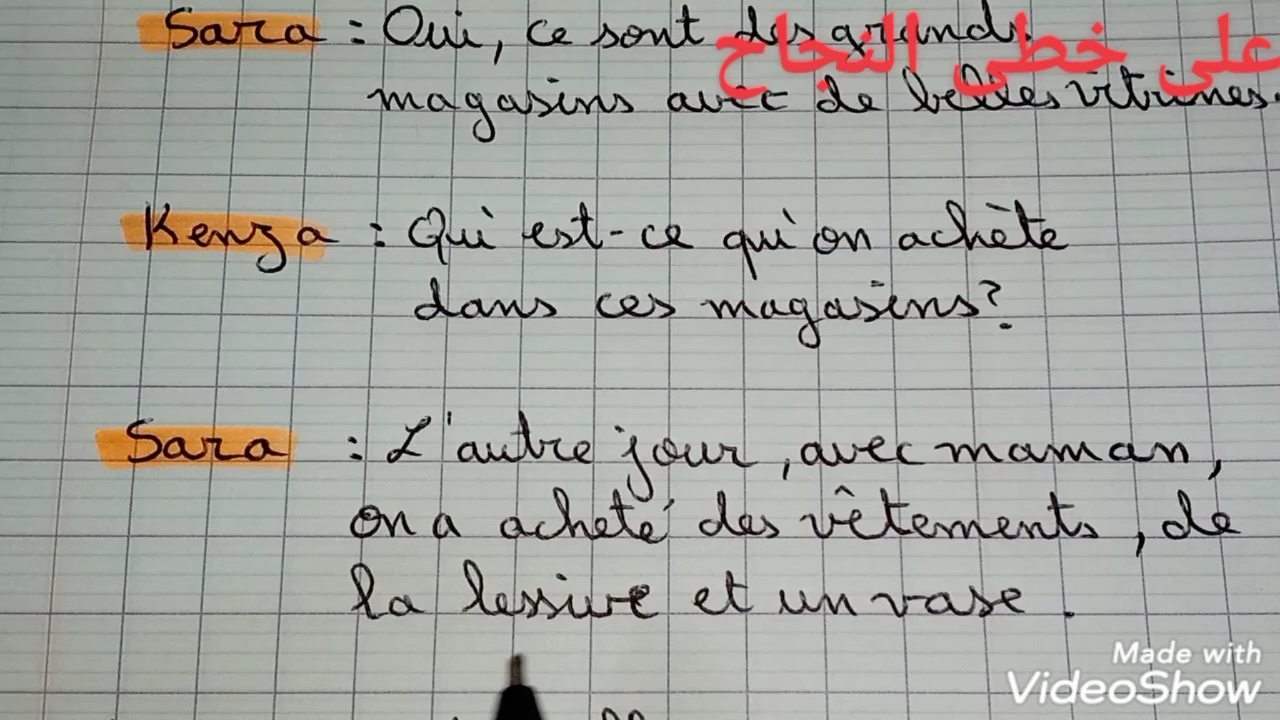 Sara : Oui, ce sont des grands
على خطى النجاح
magasins avec de belles vitrines.
Kenza : Qui est-ce qu'on achète
dans ces magasins?
Sara : L'autre jour, avec maman,
on a acheté des vêtements, de
la lessive et un vase.
Made with
VideoShow